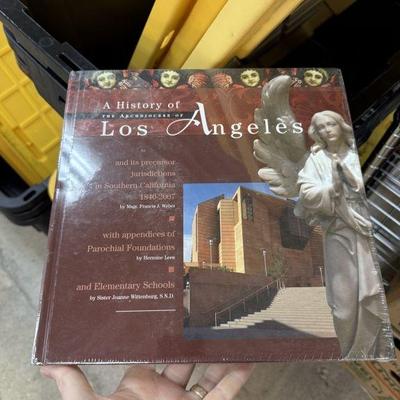 A History of
THE ARCHDIOCESE OF
Los Angeles
and its precursor
jurisdictions
in Southern California
1840-2007
by Msgr. Francis J. Weber
with appendices of
Parochial Foundations
by Hermine Lees
and Elementary Schools
by Sister Joanne Wittenburg, S.N.D.